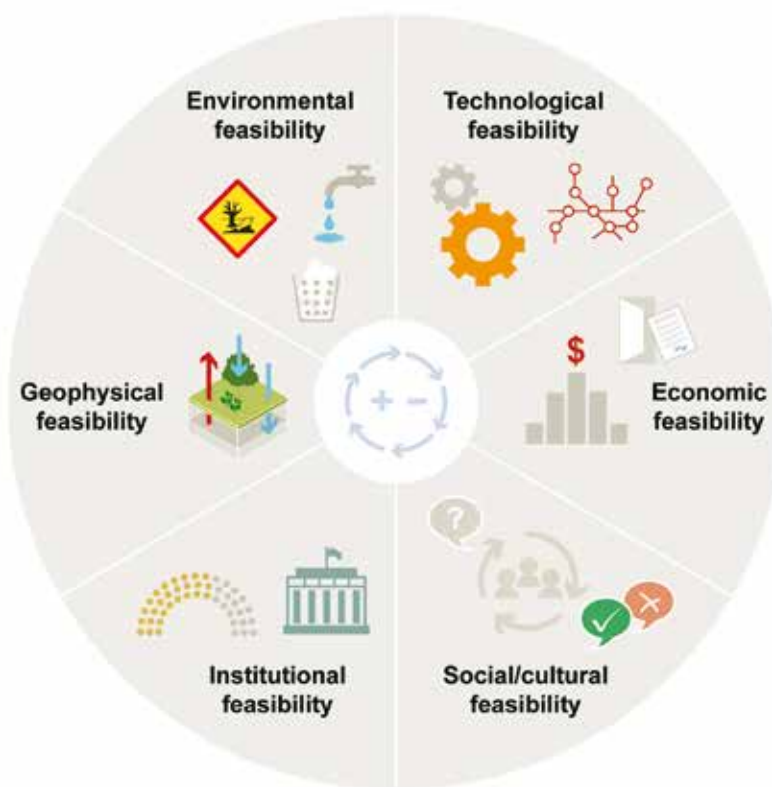 Environmental
feasibility
Technological
feasibility
Geophysical
feasibility
$
Economic
feasibility
+ -
?
Institutional
feasibility
Social/cultural
feasibility